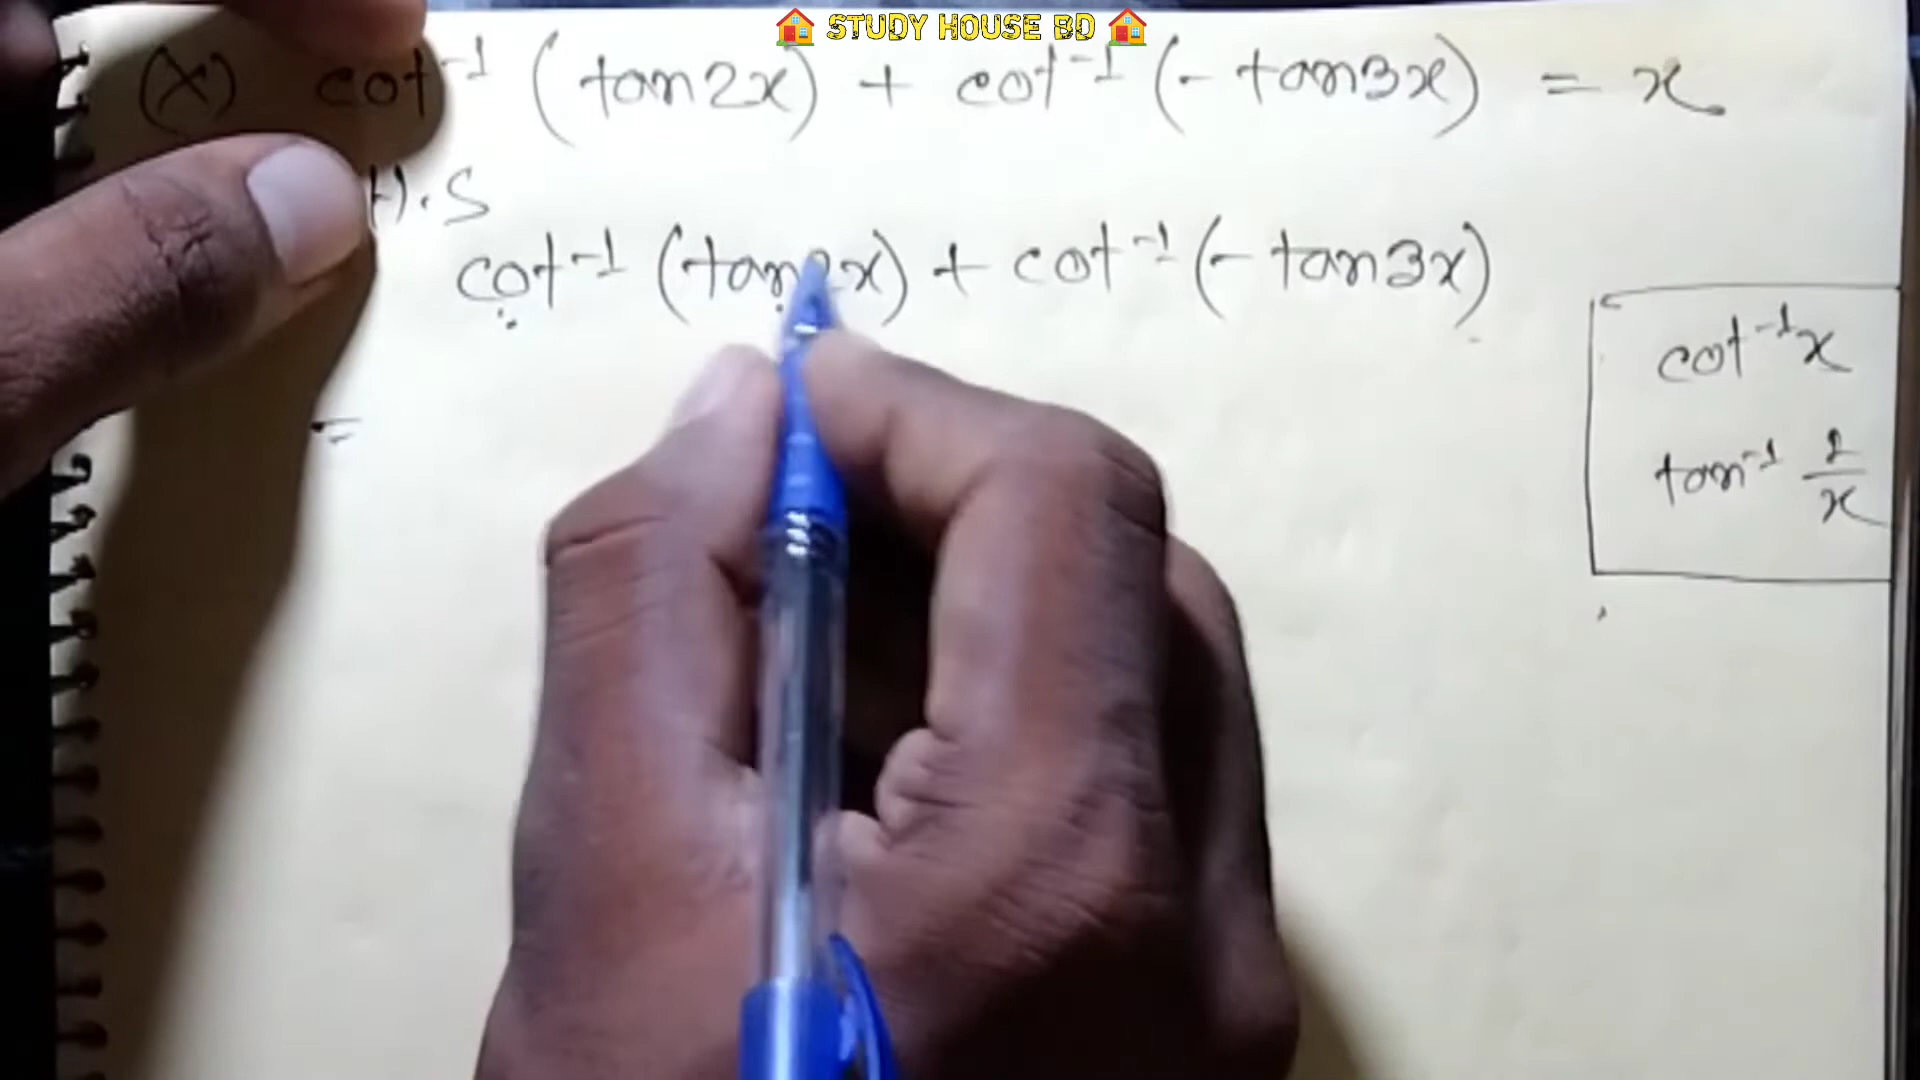 🏠 STUDY HOUSE BD 🏠
(x) cot⁻¹ (tan2x) + cot⁻¹ (- tan3x) = x
H.S
cot⁻¹ (tan2x) + cot⁻¹ (- tan3x)
cot⁻¹x
=
tan⁻¹ 1/x